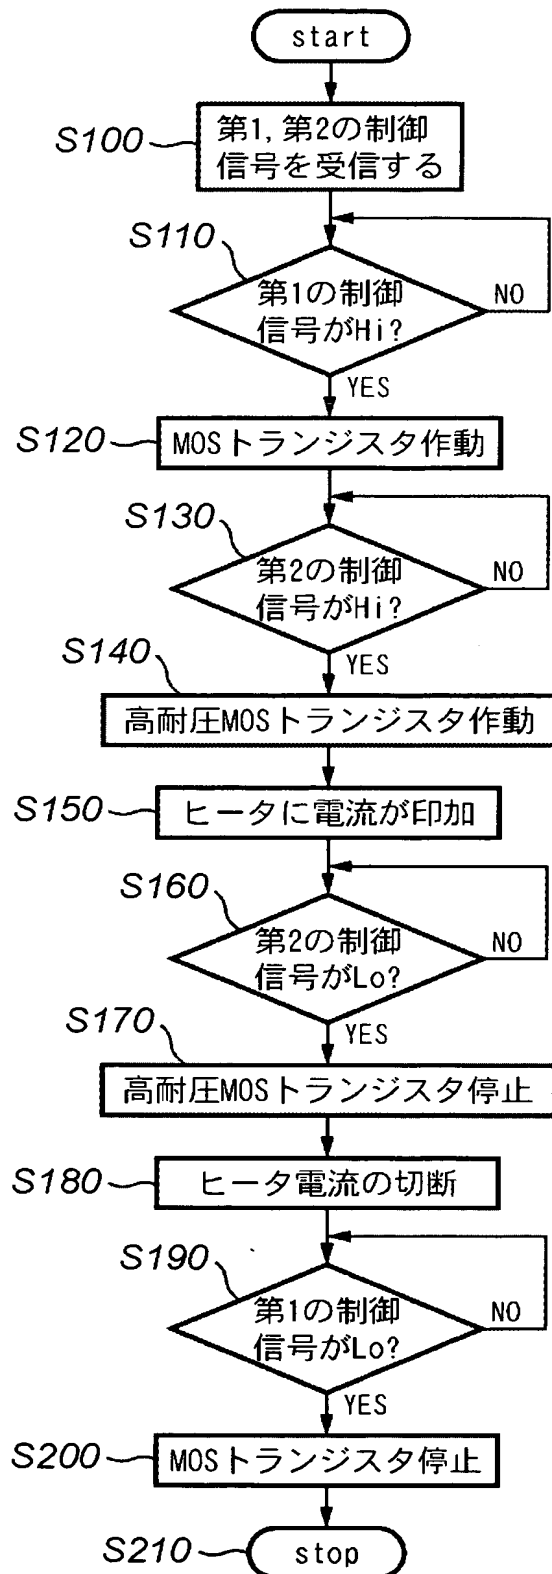 start
S100
第1,第2の制御
信号を受信する
S110
第1の制御
信号がHi?
NO
YES
S120
MOSトランジスタ作動
S130
第2の制御
信号がHi?
NO
YES
S140
高耐圧MOSトランジスタ作動
S150
ヒータに電流が印加
S160
第2の制御
信号がLo?
NO
YES
S170
高耐圧MOSトランジスタ停止
S180
ヒータ電流の切断
S190
第1の制御
信号がLo?
NO
YES
S200
MOSトランジスタ停止
S210
stop